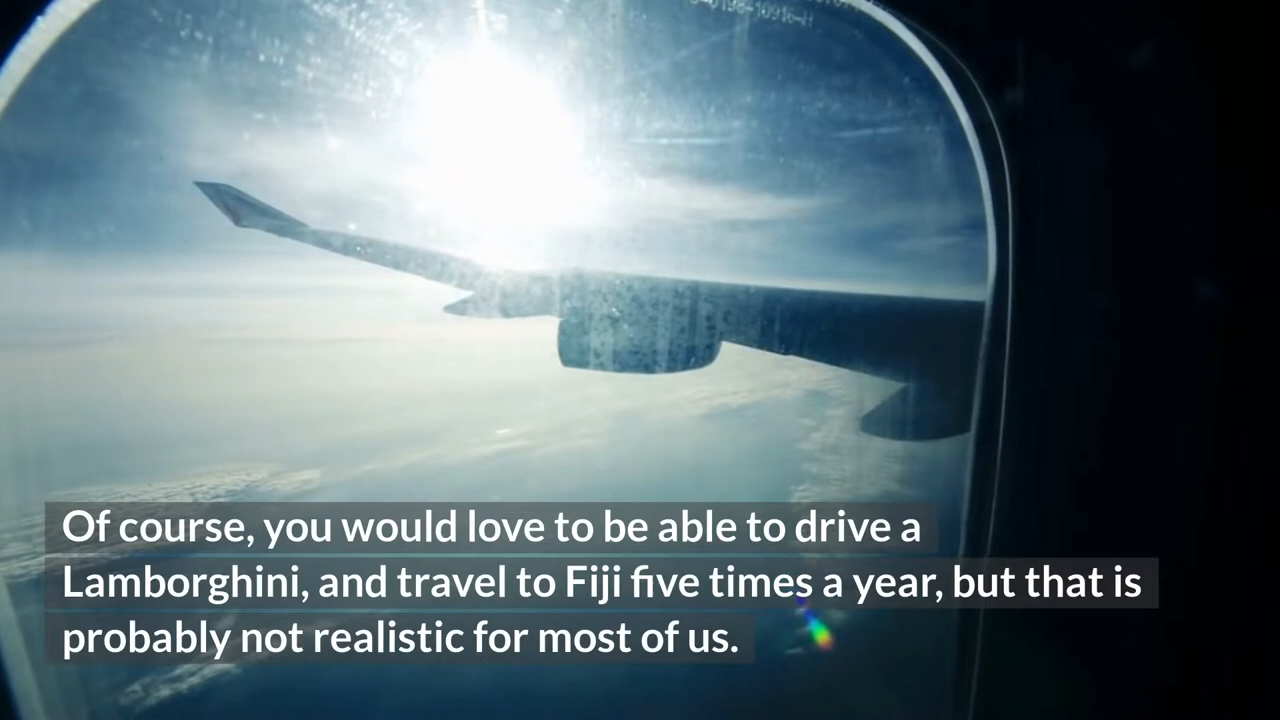 Of course, you would love to be able to drive a
Lamborghini, and travel to Fiji five times a year, but that is
probably not realistic for most of us.